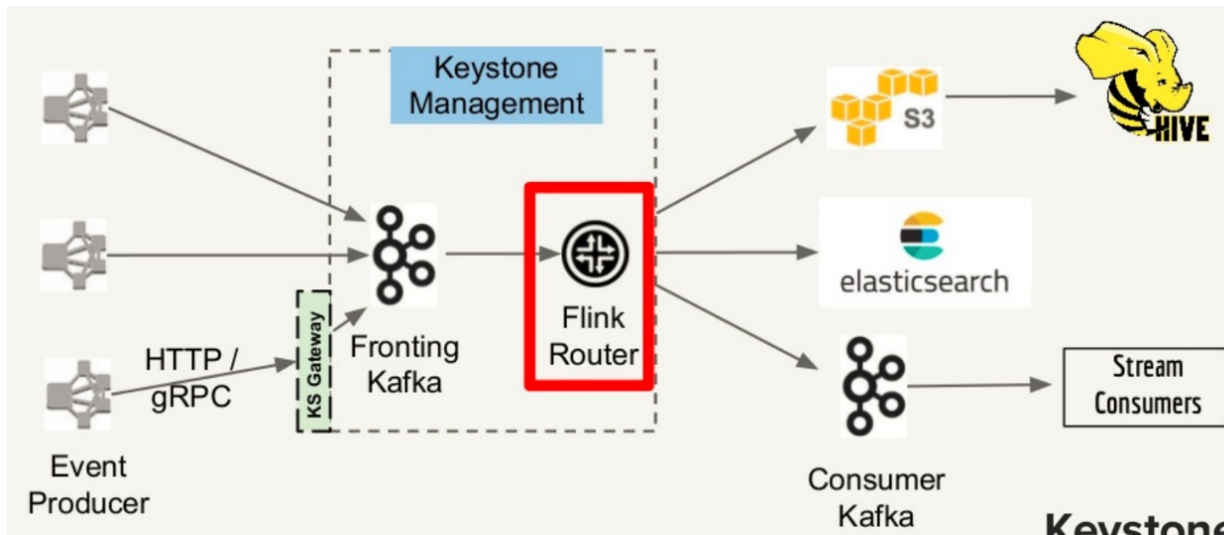 Keystone
Management
S3
HIVE
elasticsearch
Flink
Router
Fronting
Kafka
KS Gateway
HTTP /
gRPC
Stream
Consumers
Event
Producer
Consumer
Kafka
Keystone